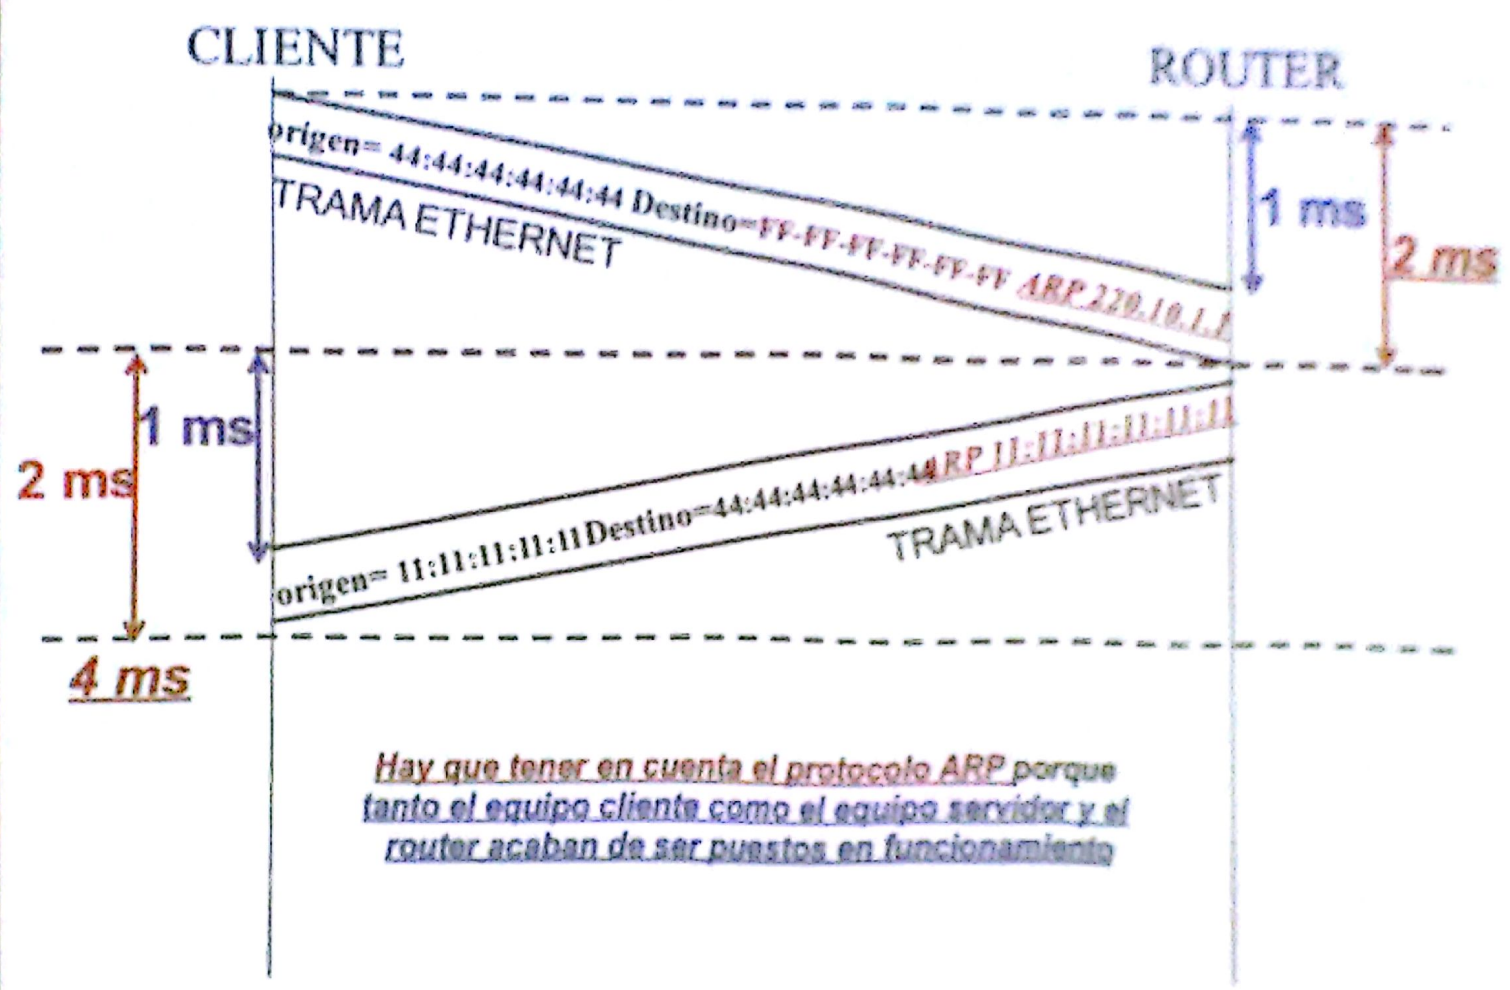 CLIENTE
ROUTER
origen= 44:44:44:44:44:44 Destino=FF-FF-FF-FF-FF-FF ARP 220.10.1.1
TRAMA ETHERNET
1 ms
2 ms
1 ms
2 ms
origen= 11:11:11:11:11 Destino=44:44:44:44:44:44 ARP 11:11:11:11:11:11
TRAMA ETHERNET
4 ms
Hay que tener en cuenta el protocolo ARP porque
tanto el equipo cliente como el equipo servidor y el
router acaban de ser puestos en funcionamiento